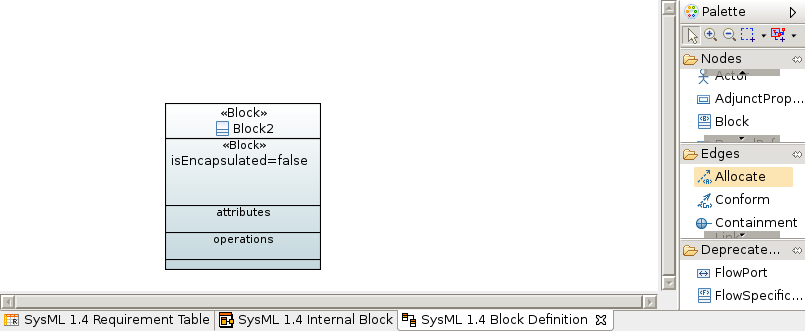 «Block»
Block2
«Block»
isEncapsulated=false
attributes
operations
Palette
Nodes
Actor
AdjunctProp...
Block
Edges
Allocate
Conform
Containment
Link
Deprecate...
FlowPort
FlowSpecific...
SysML 1.4 Requirement Table
SysML 1.4 Internal Block
SysML 1.4 Block Definition